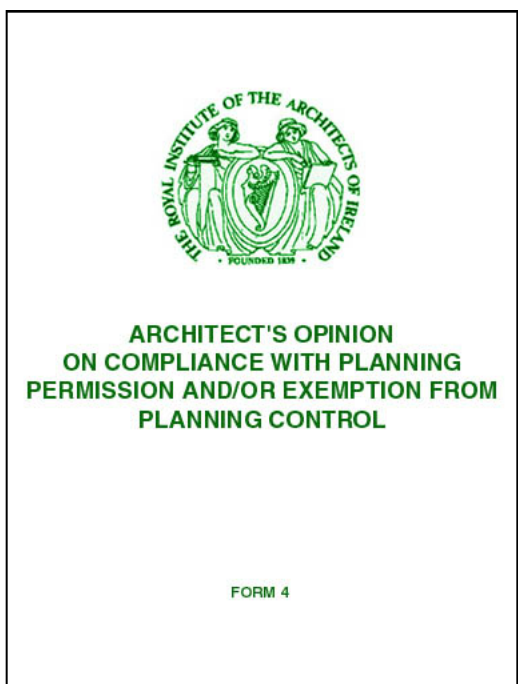 THE ROYAL INSTITUTE OF THE ARCHITECTS OF IRELAND
· FOUNDED 1839 ·
ARCHITECT'S OPINION
ON COMPLIANCE WITH PLANNING
PERMISSION AND/OR EXEMPTION FROM
PLANNING CONTROL
FORM 4